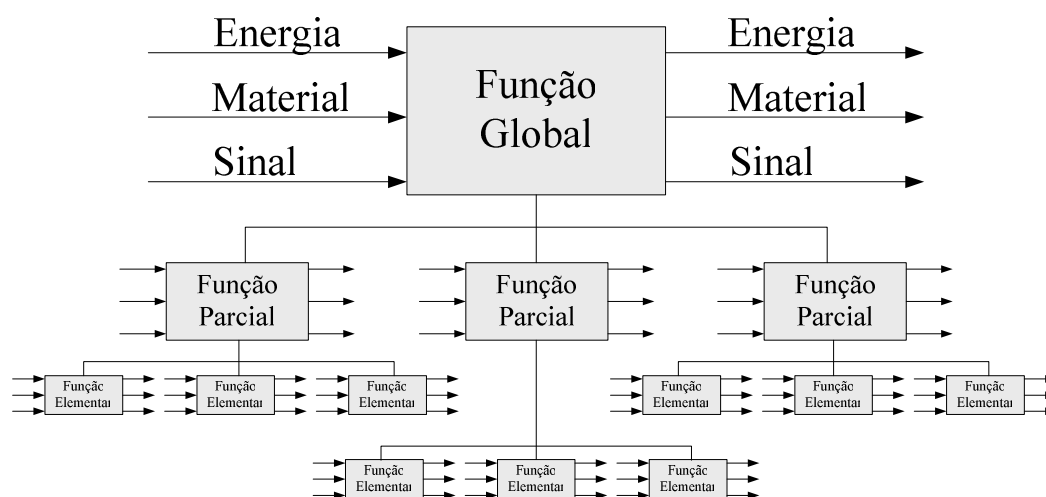 Energia
Energia
Função
Global
Material
Material
Sinal
Sinal
Função
Parcial
Função
Parcial
Função
Parcial
Função
Elementar
Função
Elementar
Função
Elementar
Função
Elementar
Função
Elementar
Função
Elementar
Função
Elementar
Função
Elementar
Função
Elementar